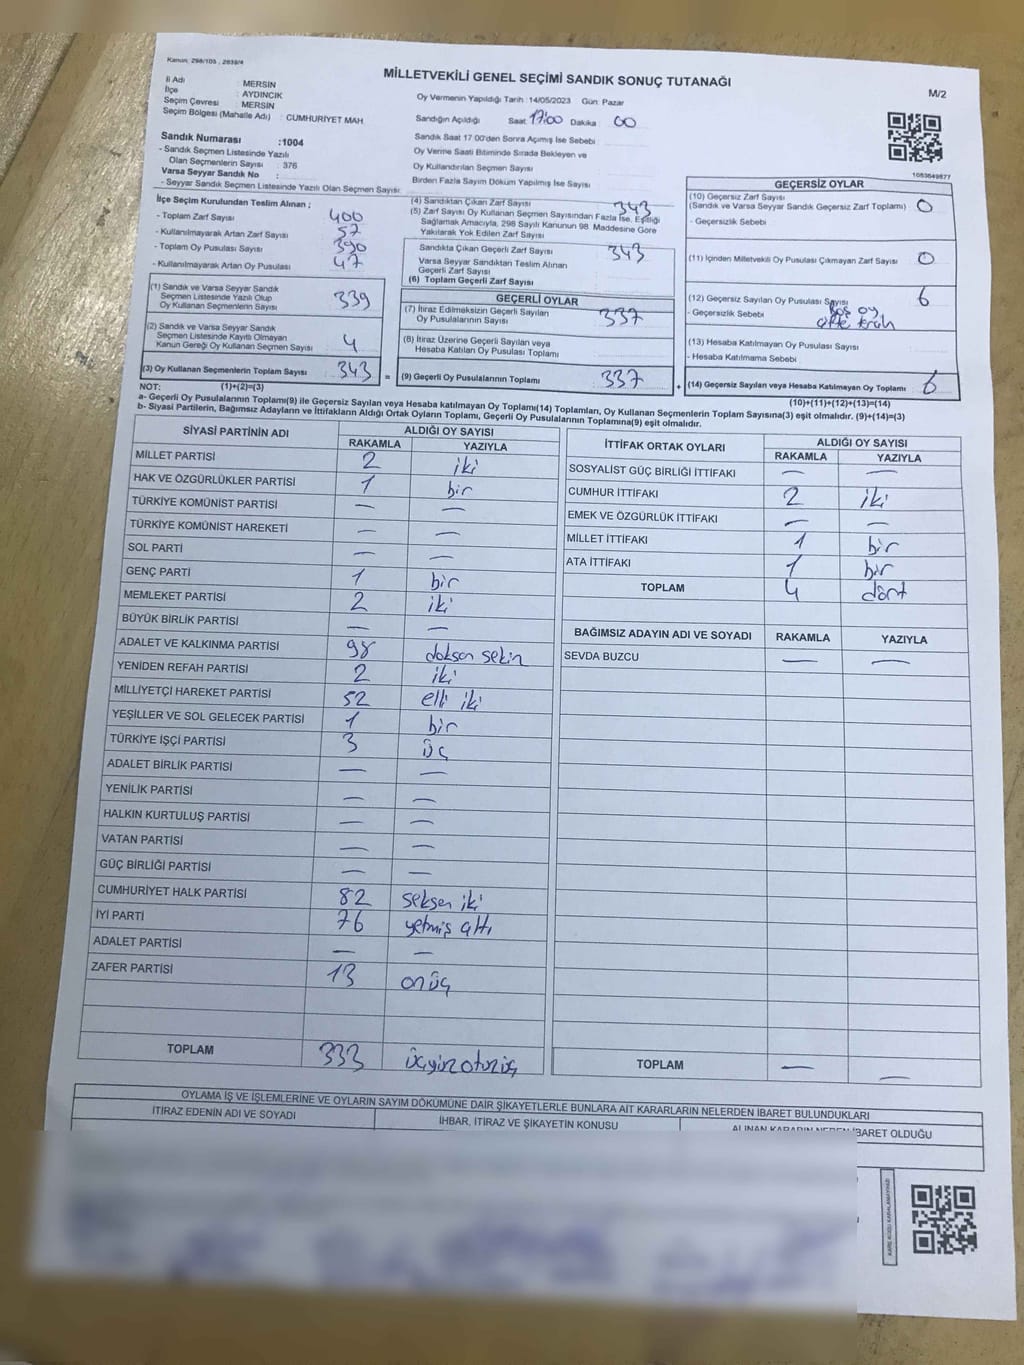 Kanun: 298/105 , 2839/4
MİLLETVEKİLİ GENEL SEÇİMİ SANDIK SONUÇ TUTANAĞI
M/2
İl Adı : MERSİN
İlçe : AYDINCIK
Seçim Çevresi : MERSİN
Seçim Bölgesi (Mahalle Adı) : CUMHURİYET MAH.
Oy Vermenin Yapıldığı Tarih :14/05/2023 Gün: Pazar
Sandığın Açıldığı Saat 17:00 Dakika 00
Sandık Saat 17 00'den Sonra Açılmış İse Sebebi
Oy Verme Saati Bitiminde Sırada Bekleyen ve
Oy Kullandırılan Seçmen Sayısı
Birden Fazla Sayım Döküm Yapılmış İse Sayısı
Sandık Numarası :1004
- Sandık Seçmen Listesinde Yazılı
Olan Seçmenlerin Sayısı : 376
Varsa Seyyar Sandık No :
- Seyyar Sandık Seçmen Listesinde Yazılı Olan Seçmen Sayısı:
İlçe Seçim Kurulundan Teslim Alınan ;
- Toplam Zarf Sayısı 400
- Kullanılmayarak Artan Zarf Sayısı 57
- Toplam Oy Pusulası Sayısı 390
- Kullanılmayarak Artan Oy Pusulası 47
(1) Sandık ve Varsa Seyyar Sandık
Seçmen Listesinde Yazılı Olup
Oy Kullanan Seçmenlerin Sayısı 339
(2) Sandık ve Varsa Seyyar Sandık
Seçmen Listesinde Kayıtlı Olmayan
Kanun Gereği Oy Kullanan Seçmen Sayısı 4
(3) Oy Kullanan Seçmenlerin Toplam Sayısı 343 =
(4) Sandıktan Çıkan Zarf Sayısı 343
(5) Zarf Sayısı Oy Kullanan Seçmen Sayısından Fazla İse, Eşitliği
Sağlamak Amacıyla, 298 Sayılı Kanunun 98. Maddesine Göre
Yakılarak Yok Edilen Zarf Sayısı
Sandıkta Çıkan Geçerli Zarf Sayısı 343
Varsa Seyyar Sandıktan Teslim Alınan
Geçerli Zarf Sayısı
(6) Toplam Geçerli Zarf Sayısı
GEÇERLİ OYLAR
(7) İtiraz Edilmeksizin Geçerli Sayılan
Oy Pusulalarının Sayısı 337
(8) İtiraz Üzerine Geçerli Sayılan veya
Hesaba Katılan Oy Pusulası Toplamı
(9) Geçerli Oy Pusulalarının Toplamı 337 +
1083649877
GEÇERSİZ OYLAR
(10) Geçersiz Zarf Sayısı
(Sandık ve Varsa Seyyar Sandık Geçersiz Zarf Toplamı) 0
- Geçersizlik Sebebi
(11) İçinden Milletvekili Oy Pusulası Çıkmayan Zarf Sayısı 0
(12) Geçersiz Sayılan Oy Pusulası Sayısı 6
- Geçersizlik Sebebi Boş oy
(13) Hesaba Katılmayan Oy Pusulası Sayısı
- Hesaba Katılmama Sebebi
(14) Geçersiz Sayılan veya Hesaba Katılmayan Oy Toplamı 6
(10)+(11)+(12)+(13)=(14)
NOT: (1)+(2)=(3)
a- Geçerli Oy Pusulalarının Toplamı(9) ile Geçersiz Sayılan veya Hesaba katılmayan Oy Toplamı(14) Toplamları, Oy Kullanan Seçmenlerin Toplam Sayısına(3) eşit olmalıdır. (9)+(14)=(3)
b- Siyasi Partilerin, Bağımsız Adayların ve İttifakların Aldığı Ortak Oyların Toplamı, Geçerli Oy Pusulalarının Toplamına(9) eşit olmalıdır.
SİYASİ PARTİNİN ADI ALDIĞI OY SAYISI
RAKAMLA YAZIYLA
MİLLET PARTİSİ 2 iki
HAK VE ÖZGÜRLÜKLER PARTİSİ 1 bir
TÜRKİYE KOMÜNİST PARTİSİ — —
TÜRKİYE KOMÜNİST HAREKETİ — —
SOL PARTİ — —
GENÇ PARTİ 1 bir
MEMLEKET PARTİSİ 2 iki
BÜYÜK BİRLİK PARTİSİ — —
ADALET VE KALKINMA PARTİSİ 98 doksan sekin
YENİDEN REFAH PARTİSİ 2 iki
MİLLİYETÇİ HAREKET PARTİSİ 52 elli iki
YEŞİLLER VE SOL GELECEK PARTİSİ 1 bir
TÜRKİYE İŞÇİ PARTİSİ 3 üç
ADALET BİRLİK PARTİSİ — —
YENİLİK PARTİSİ — —
HALKIN KURTULUŞ PARTİSİ — —
VATAN PARTİSİ — —
GÜÇ BİRLİĞİ PARTİSİ — —
CUMHURİYET HALK PARTİSİ 82 seksen iki
İYİ PARTİ 76 yetmiş altı
ADALET PARTİSİ — —
ZAFER PARTİSİ 13 onüç
TOPLAM 333 üçyüzotuzüç
İTTİFAK ORTAK OYLARI ALDIĞI OY SAYISI
RAKAMLA YAZIYLA
SOSYALİST GÜÇ BİRLİĞİ İTTİFAKI — —
CUMHUR İTTİFAKI 2 iki
EMEK VE ÖZGÜRLÜK İTTİFAKI — —
MİLLET İTTİFAKI 1 bir
ATA İTTİFAKI 1 bir
TOPLAM 4 dört
BAĞIMSIZ ADAYIN ADI VE SOYADI RAKAMLA YAZIYLA
SEVDA BUZCU — —
TOPLAM — —
OYLAMA İŞ VE İŞLEMLERİNE VE OYLARIN SAYIM DÖKÜMÜNE DAİR ŞİKAYETLERLE BUNLARA AİT KARARLARIN NELERDEN İBARET BULUNDUKLARI
İTİRAZ EDENİN ADI VE SOYADI İHBAR, İTİRAZ VE ŞİKAYETİN KONUSU ALINAN KARARIN NEDEN İBARET OLDUĞU
KARE KODU KARALAMAYINIZ!